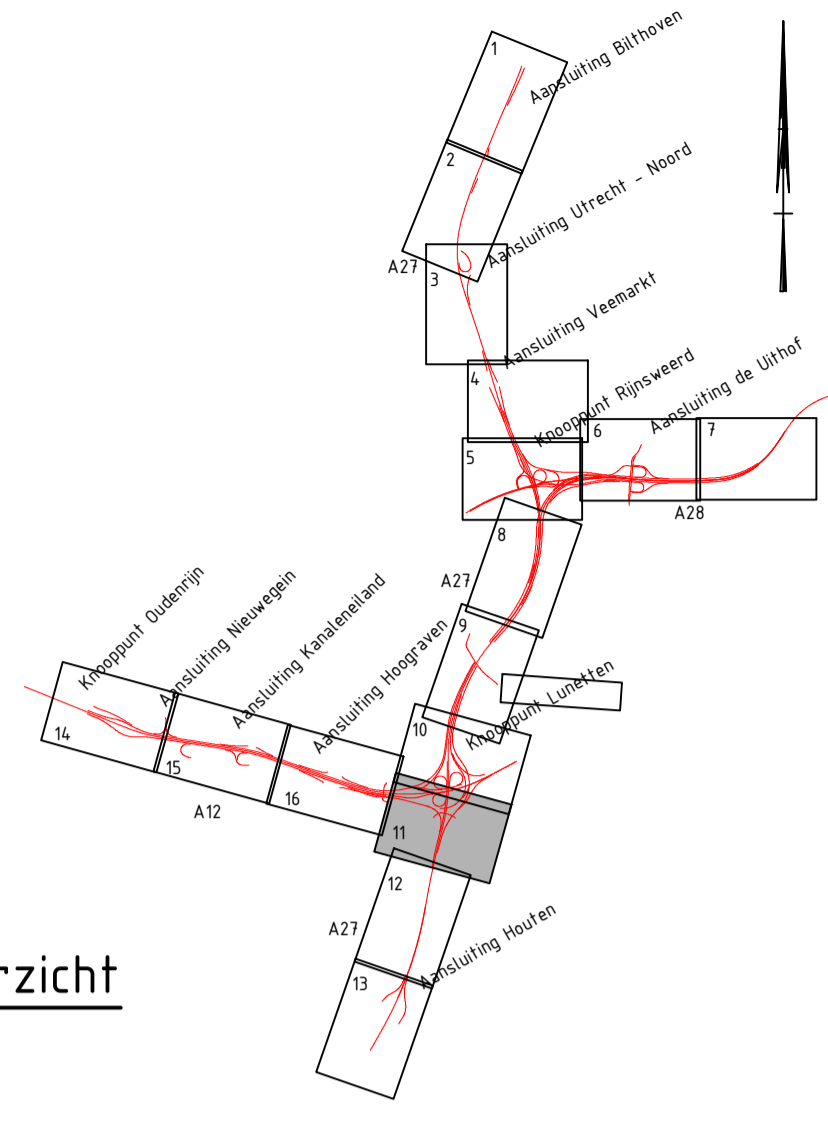 1
Aansluiting Bilthoven
2
Aansluiting Utrecht - Noord
A27
3
Aansluiting Veemarkt
4
Knooppunt Rijnsweerd
Aansluiting de Uithof
5
6
7
A28
8
A27
9
Knooppunt Oudenrijn
Aansluiting Nieuwegein
Aansluiting Kanaleneiland
Aansluiting Hoograven
Knooppunt Lunetten
10
14
15
16
A12
11
12
A27
Aansluiting Houten
13
rzicht